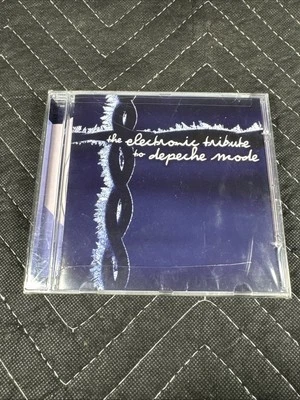 the electronic tribute
to depeche mode